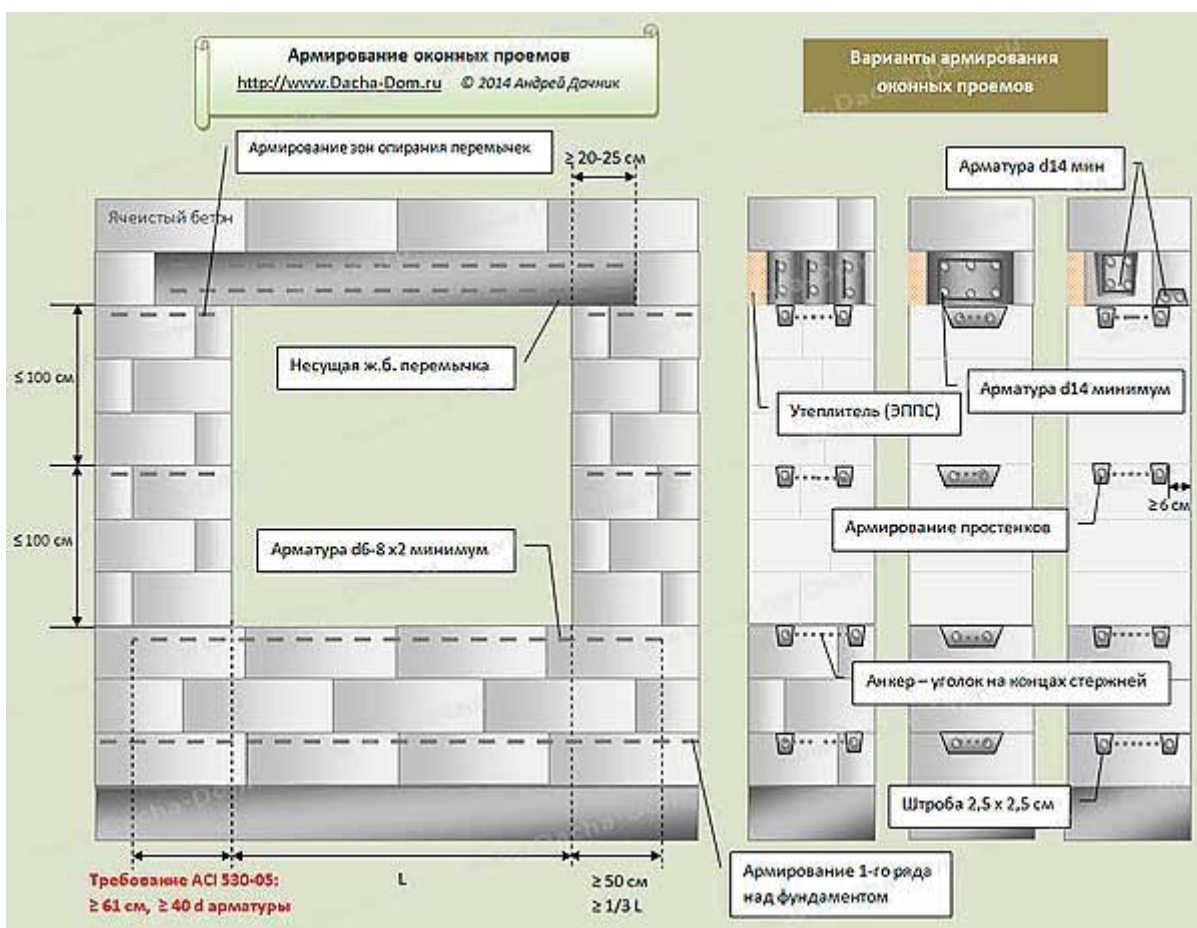 Армирование оконных проемов
http://www.Dacha-Dom.ru © 2014 Андрей Дачник
Варианты армирования
оконных проемов
Армирование зон опирания перемычек
≥ 20-25 см
Арматура d14 мин
Ячеистый бетон
Несущая ж.б. перемычка
≤ 100 см
Арматура d14 минимум
Утеплитель (ЭППС)
≥ 6 см
Армирование простенков
≤ 100 см
Арматура d6-8 х2 минимум
Анкер – уголок на концах стержней
Штроба 2,5 х 2,5 см
Требование ACI 530-05:
≥ 61 см, ≥ 40 d арматуры
L
≥ 50 см
≥ 1/3 L
Армирование 1-го ряда
над фундаментом